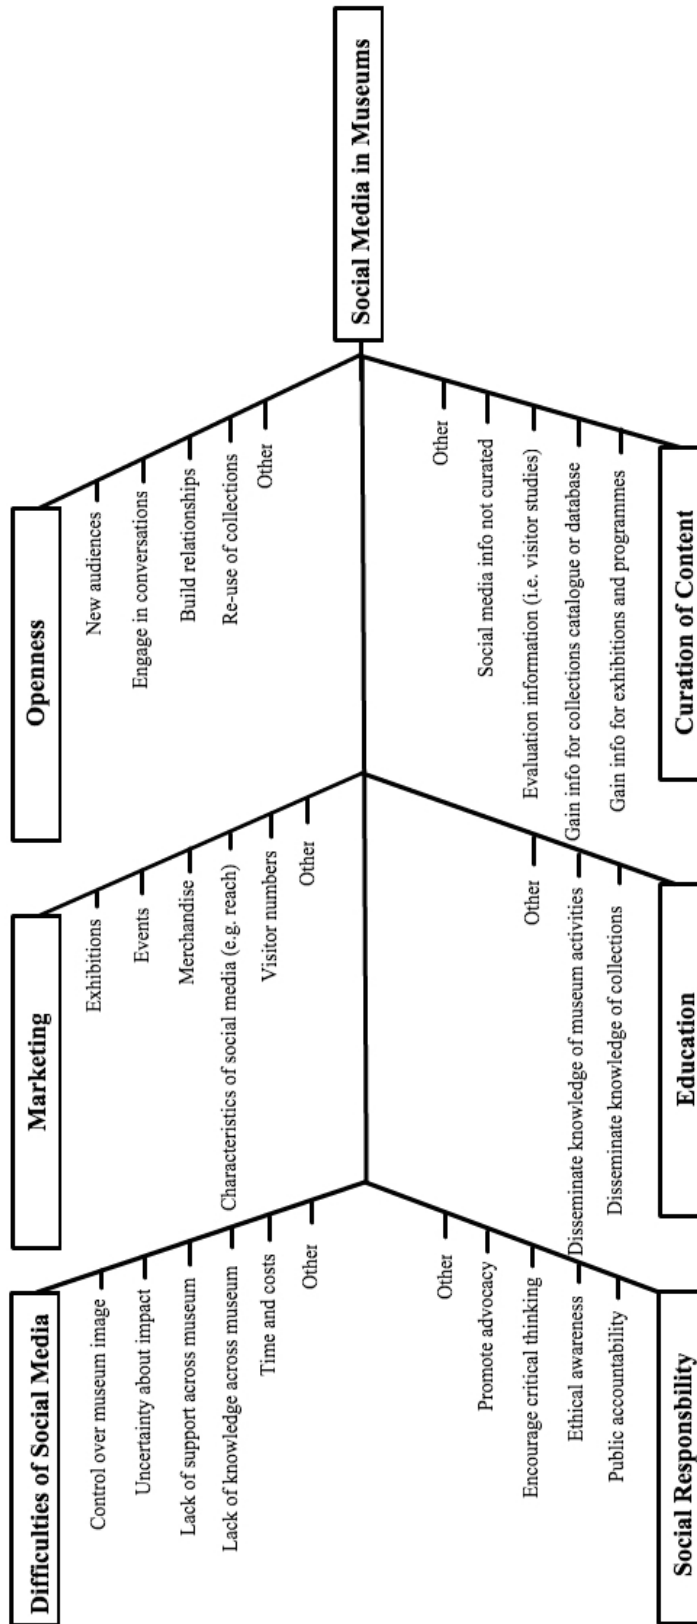 Difficulties of Social Media
Control over museum image
Uncertainty about impact
Lack of support across museum
Lack of knowledge across museum
Time and costs
Other
Marketing
Exhibitions
Events
Merchandise
Characteristics of social media (e.g. reach)
Visitor numbers
Other
Openness
New audiences
Engage in conversations
Build relationships
Re-use of collections
Other
Social Media in Museums
Social Responsbility
Other
Promote advocacy
Encourage critical thinking
Ethical awareness
Public accountability
Education
Other
Disseminate knowledge of museum activities
Disseminate knowledge of collections
Curation of Content
Other
Social media info not curated
Evaluation information (i.e. visitor studies)
Gain info for collections catalogue or database
Gain info for exhibitions and programmes